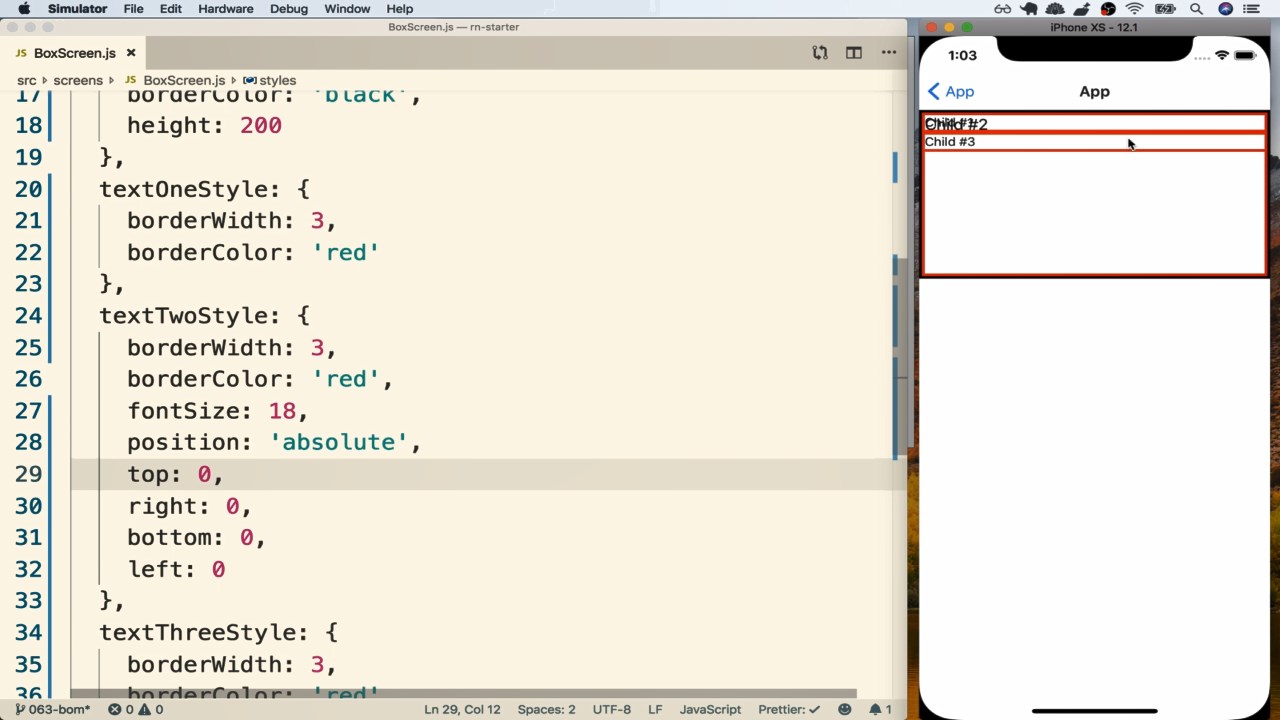 Simulator File Edit Hardware Debug Window Help
BoxScreen.js — rn-starter
JS BoxScreen.js ×
src screens JS BoxScreen.js styles
17 borderColor: 'black',
18 height: 200
19 },
20 textOneStyle: {
21 borderWidth: 3,
22 borderColor: 'red'
23 },
24 textTwoStyle: {
25 borderWidth: 3,
26 borderColor: 'red',
27 fontSize: 18,
28 position: 'absolute',
29 top: 0,
30 right: 0,
31 bottom: 0,
32 left: 0
33 },
34 textThreeStyle: {
35 borderWidth: 3,
36 borderColor: 'red'
063-bom* 0 0 Ln 29, Col 12 Spaces: 2 UTF-8 LF JavaScript Prettier: ✓ 1
iPhone XS - 12.1
1:03
App App
Child #2
Child #3